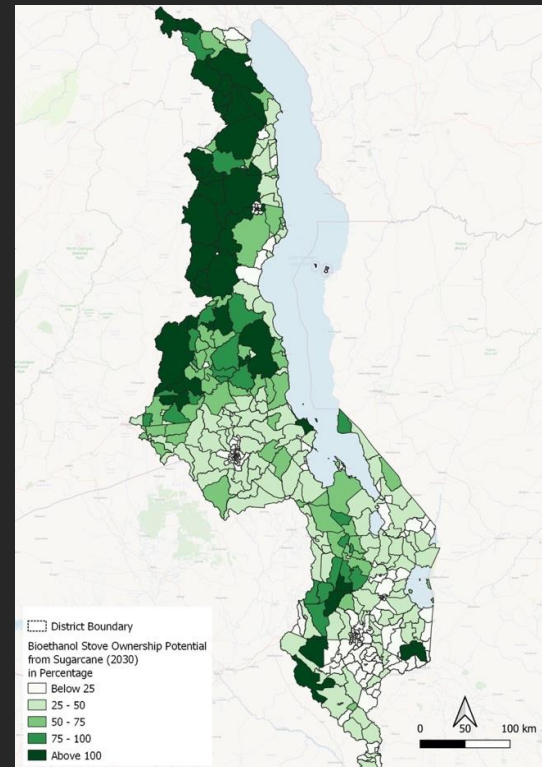 District Boundary
Bioethanol Stove Ownership Potential
from Sugarcane (2030)
in Percentage
Below 25
25 - 50
50 - 75
75 - 100
Above 100
0 50 100 km